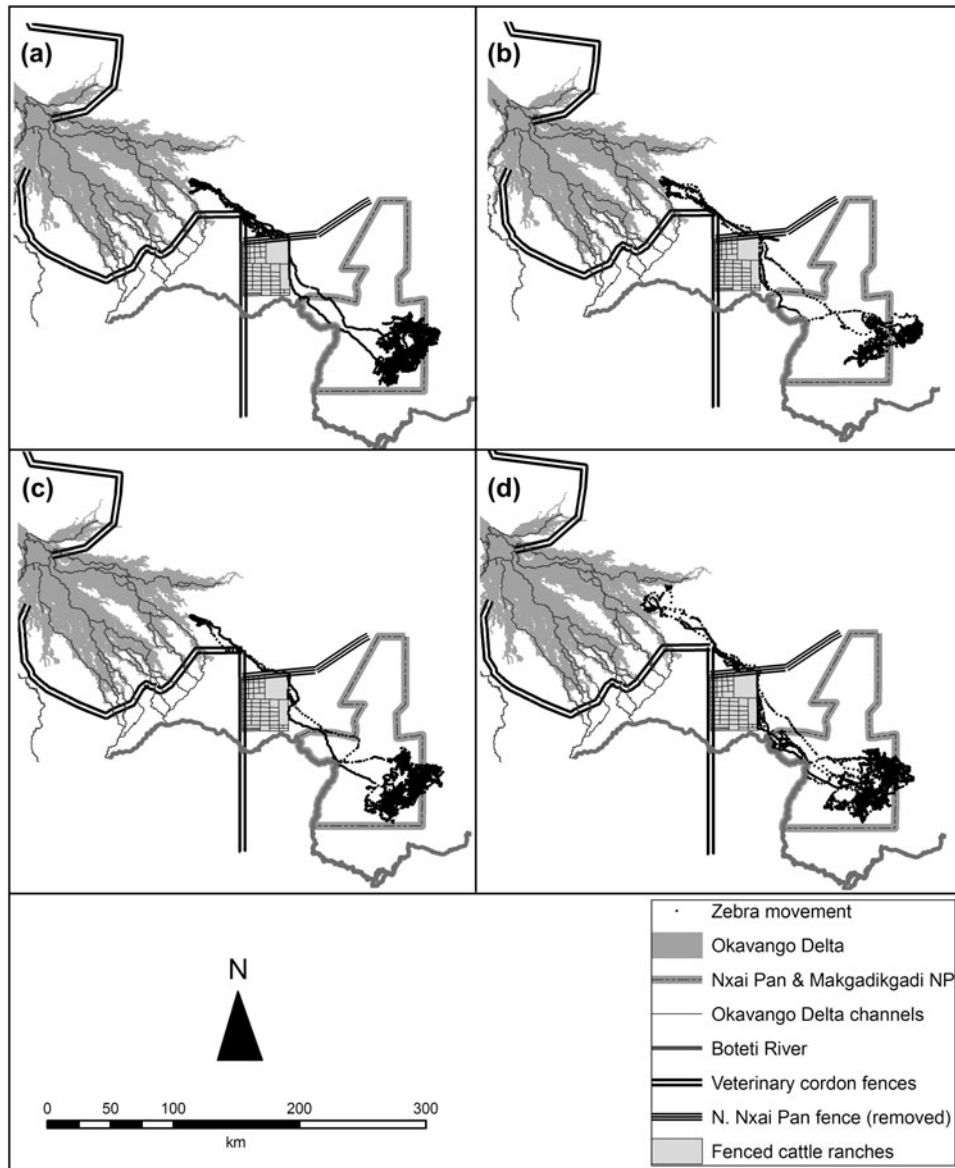 (a)
(b)
(c)
(d)
N
0 50 100 200 300
km
Zebra movement
Okavango Delta
Nxai Pan & Makgadikgadi NP
Okavango Delta channels
Boteti River
Veterinary cordon fences
N. Nxai Pan fence (removed)
Fenced cattle ranches